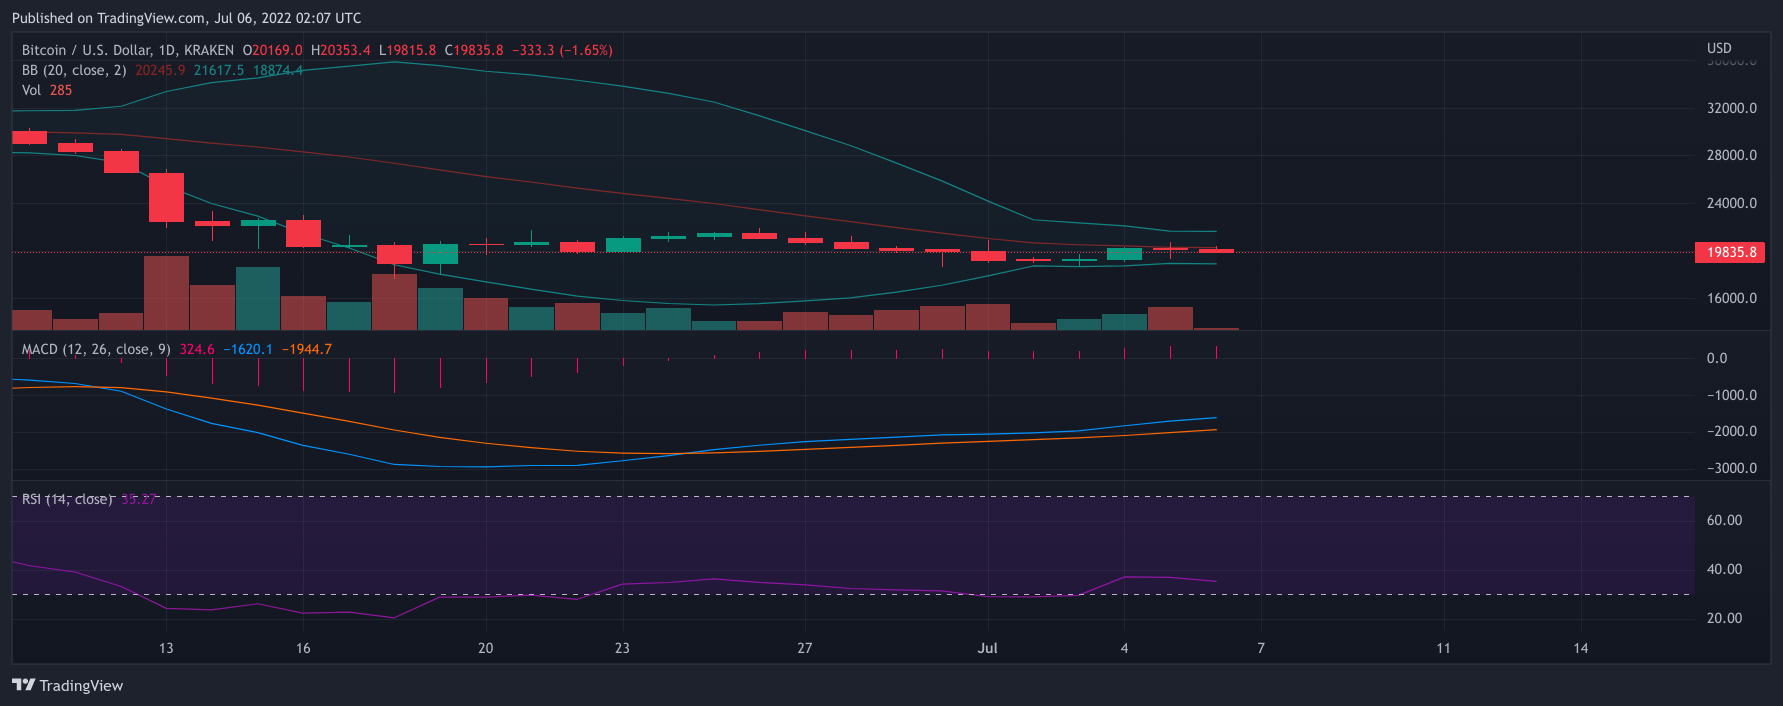 Published on TradingView.com, Jul 06, 2022 02:07 UTC
Bitcoin / U.S. Dollar, 1D, KRAKEN O20169.0 H20353.4 L19815.8 C19835.8 −333.3 (−1.65%)
BB (20, close, 2) 20245.9 21617.5 18874.4
Vol 285
USD
36000.0
32000.0
28000.0
24000.0
19835.8
16000.0
MACD (12, 26, close, 9) 324.6 −1620.1 −1944.7
0.0
−1000.0
−2000.0
−3000.0
RSI (14, close) 35.27
60.00
40.00
20.00
13 16 20 23 27 Jul 4 7 11 14
TradingView